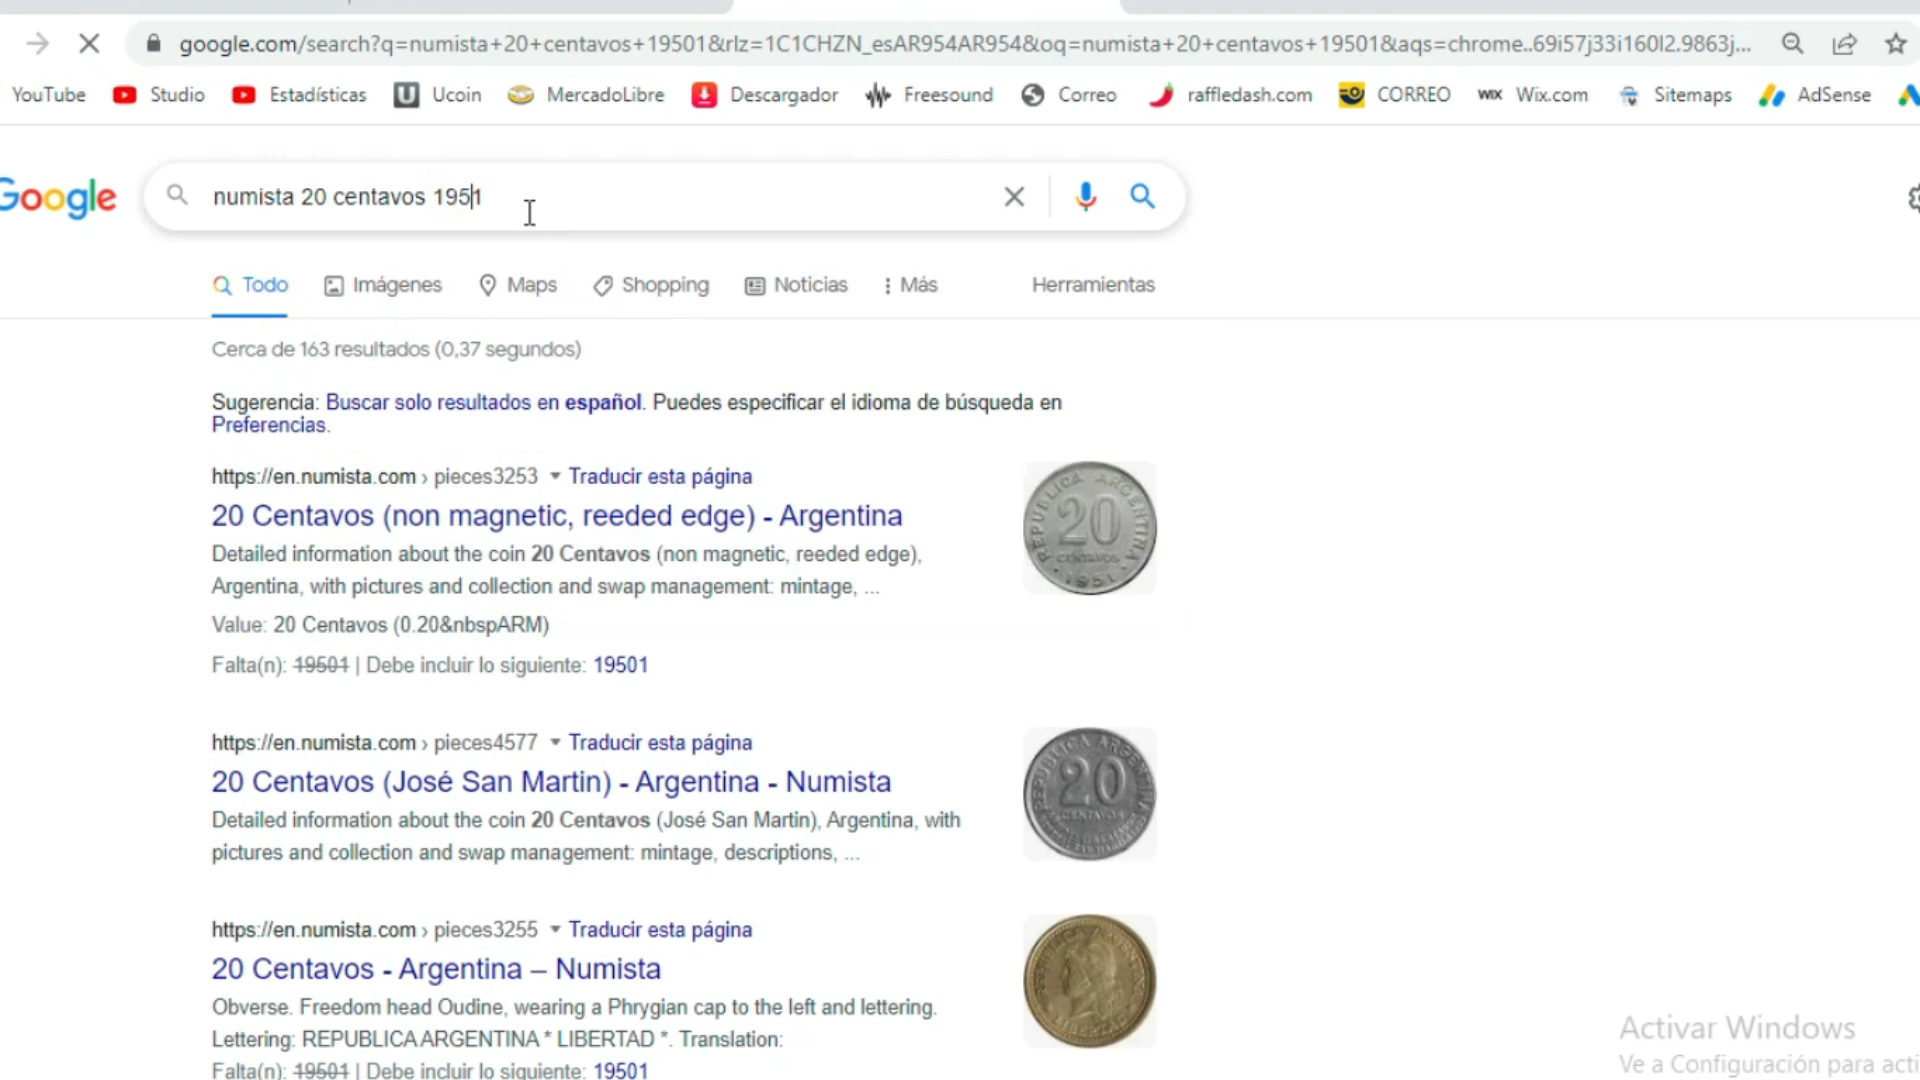 google.com/search?q=numista+20+centavos+19501&rlz=1C1CHZN_esAR954AR954&oq=numista+20+centavos+19501&aqs=chrome..69i57j33i160l2.9863j...
YouTube Studio Estadísticas Ucoin MercadoLibre Descargador Freesound Correo raffledash.com CORREO WIX Wix.com Sitemaps AdSense
Google numista 20 centavos 1951
Todo Imágenes Maps Shopping Noticias Más Herramientas
Cerca de 163 resultados (0,37 segundos)
Sugerencia: Buscar solo resultados en español. Puedes especificar el idioma de búsqueda en
Preferencias.
https://en.numista.com › pieces3253 Traducir esta página
20 Centavos (non magnetic, reeded edge) - Argentina
Detailed information about the coin 20 Centavos (non magnetic, reeded edge),
Argentina, with pictures and collection and swap management: mintage, ...
Value: 20 Centavos (0.20&nbspARM)
Falta(n): 19501 | Debe incluir lo siguiente: 19501
REPUBLICA ARGENTINA
20
CENTAVOS
1951
https://en.numista.com › pieces4577 Traducir esta página
20 Centavos (José San Martin) - Argentina - Numista
Detailed information about the coin 20 Centavos (José San Martin), Argentina, with
pictures and collection and swap management: mintage, descriptions, ...
REPUBLICA ARGENTINA
20
CENTAVOS
https://en.numista.com › pieces3255 Traducir esta página
20 Centavos - Argentina – Numista
Obverse. Freedom head Oudine, wearing a Phrygian cap to the left and lettering.
Lettering: REPUBLICA ARGENTINA * LIBERTAD *. Translation:
Falta(n): 19501 | Debe incluir lo siguiente: 19501
Activar Windows
Ve a Configuración para acti